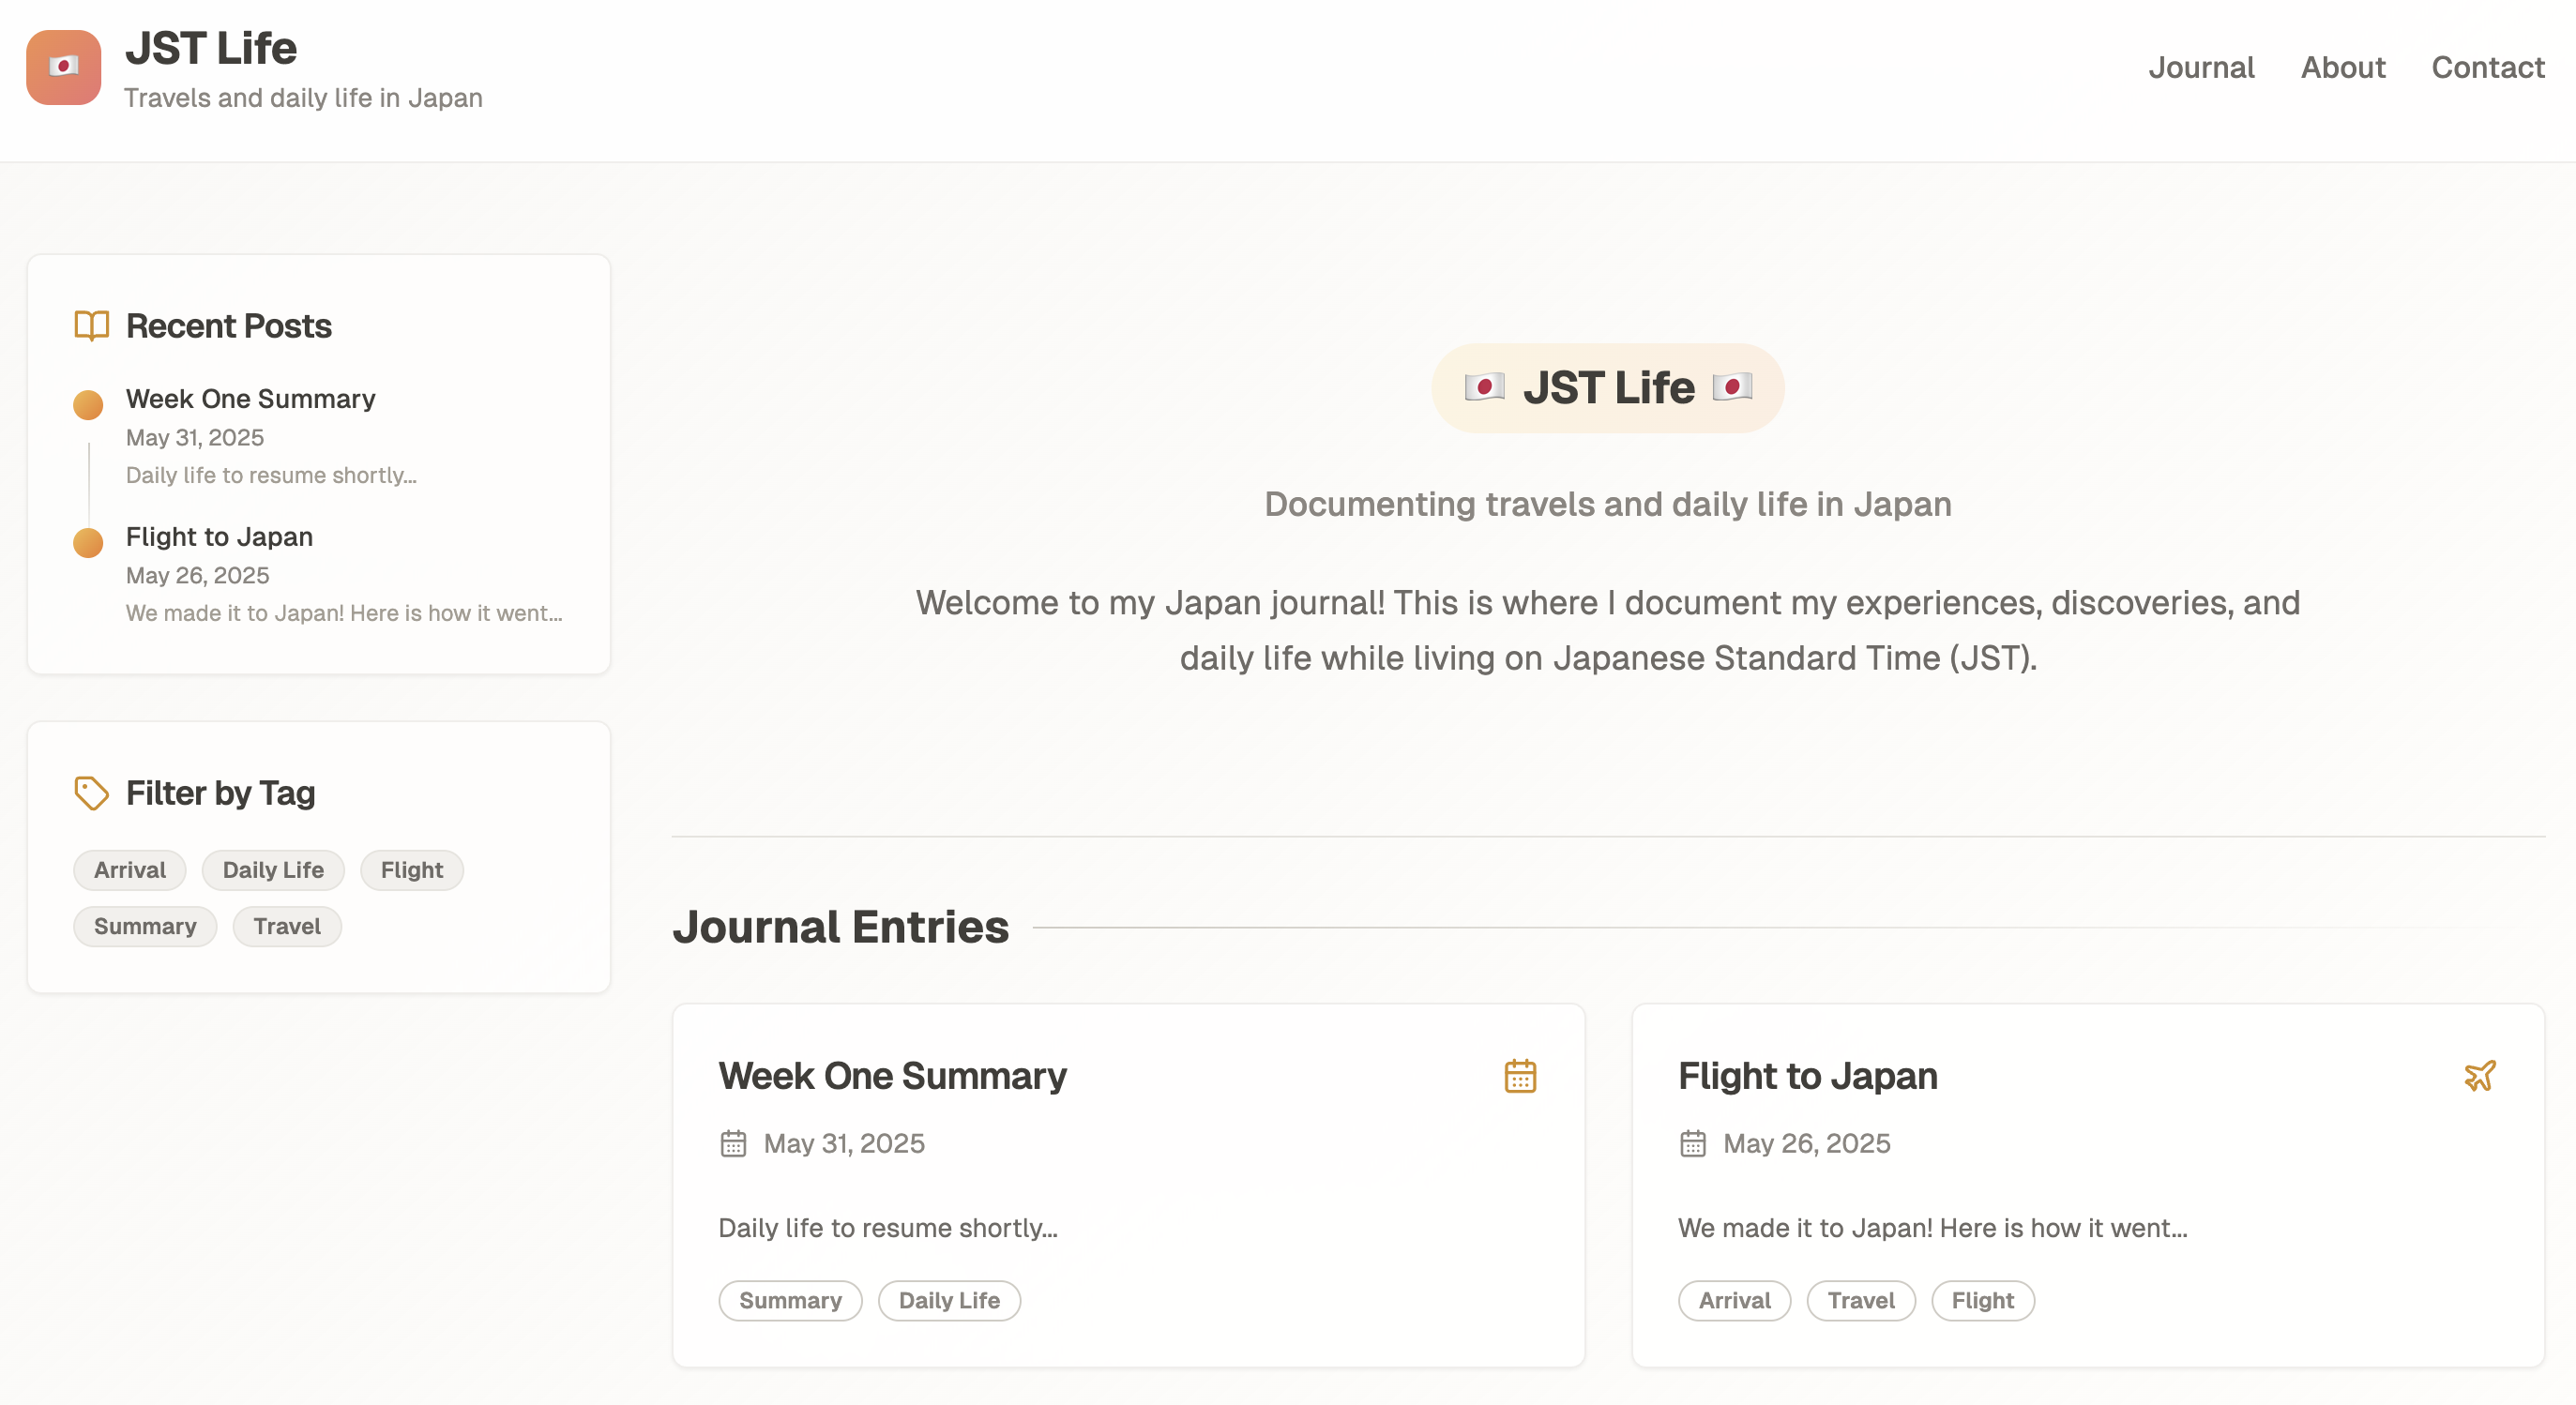 JST Life
Travels and daily life in Japan
Journal About Contact
Recent Posts
Week One Summary
May 31, 2025
Daily life to resume shortly...
Flight to Japan
May 26, 2025
We made it to Japan! Here is how it went...
Filter by Tag
Arrival Daily Life Flight
Summary Travel
JST Life
Documenting travels and daily life in Japan
Welcome to my Japan journal! This is where I document my experiences, discoveries, and
daily life while living on Japanese Standard Time (JST).
Journal Entries
Week One Summary
May 31, 2025
Daily life to resume shortly...
Summary Daily Life
Flight to Japan
May 26, 2025
We made it to Japan! Here is how it went...
Arrival Travel Flight